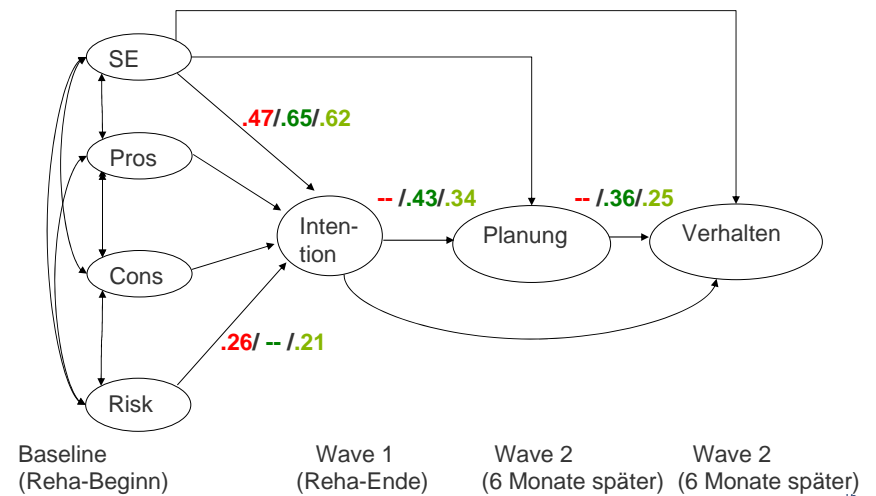 SE
.47/.65/.62
Pros
-- /.43/.34
-- /.36/.25
Inten-
tion
Planung
Verhalten
Cons
.26/ -- /.21
Risk
Baseline
(Reha-Beginn)
Wave 1
(Reha-Ende)
Wave 2
(6 Monate später)
Wave 2
(6 Monate später)